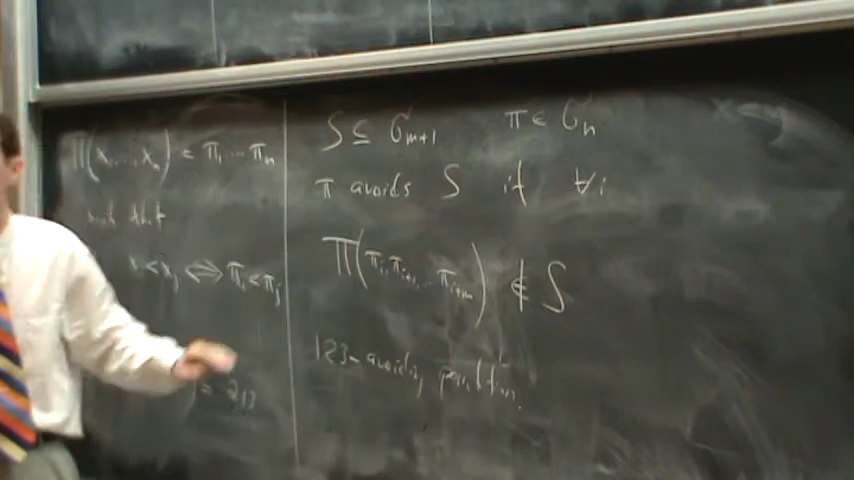 Π(x₁,…,xₙ) = π₁…πₙ
such that
xᵢ<xⱼ ⟺ πᵢ<πⱼ
= 213
S ⊆ 𝔖ₘ₊₁ π ∈ 𝔖ₙ
π avoids S if ∀i
Π(πᵢ,πᵢ₊₁,…πᵢ₊ₘ) ∉ S
123-avoiding